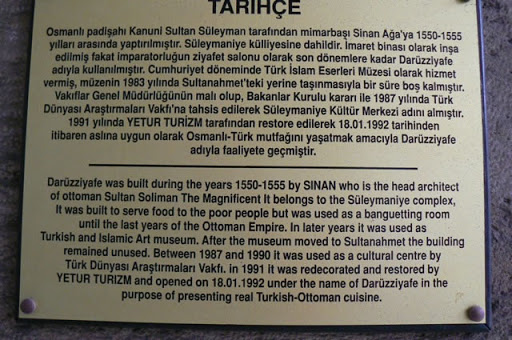 TARİHÇE
Osmanlı padişahı Kanuni Sultan Süleyman tarafından mimarbaşı Sinan Ağa'ya 1550-1555
yılları arasında yaptırılmıştır. Süleymaniye külliyesine dahildir. İmaret binası olarak inşa
edilmiş fakat imparatorluğun ziyafet salonu olarak son dönemlere kadar Darüzziyafe
adıyla kullanılmıştır. Cumhuriyet döneminde Türk İslam Eserleri Müzesi olarak hizmet
vermiş, müzenin 1983 yılında Sultanahmet'teki yerine taşınmasıyla bir süre boş kalmıştır.
Vakıflar Genel Müdürlüğünün malı olup, Bakanlar Kurulu kararı ile 1987 yılında Türk
Dünyası Araştırmaları Vakfı'na tahsis edilerek Süleymaniye Kültür Merkezi adını almıştır.
1991 yılında YETUR TURİZM tarafından restore edilerek 18.01.1992 tarihinden
itibaren aslına uygun olarak Osmanlı-Türk mutfağını yaşatmak amacıyla Darüzziyafe
adıyla faaliyete geçmiştir.
Darüzziyafe was built during the years 1550-1555 by SINAN who is the head architect
of ottoman Sultan Soliman The Magnificent It belongs to the Süleymaniye complex,
It was built to serve food to the poor people but was used as a banguetting room
until the last years of the Ottoman Empire. In later years it was used as
Turkish and Islamic Art museum. After the museum moved to Sultanahmet the building
remained unused. Between 1987 and 1990 it was used as a cultural centre by
Türk Dünyası Araştırmaları Vakfı. in 1991 it was redecorated and restored by
YETUR TURIZM and opened on 18.01.1992 under the name of Darüzziyafe in the
purpose of presenting real Turkish-Ottoman cuisine.